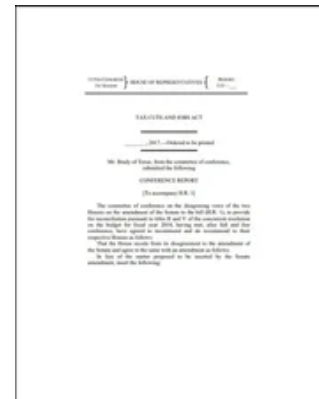 HOUSE OF REPRESENTATIVES
TAX CUTS AND JOBS ACT
, 2017.—Ordered to be printed
Mr. Brady of Texas, from the committee of conference,
submitted the following
CONFERENCE REPORT
[To accompany H.R. 1]
The committee of conference on the disagreeing votes of the two
Houses on the amendment of the Senate to the bill (H.R. 1), to provide
for reconciliation pursuant to titles II and V of the concurrent resolution
on the budget for fiscal year 2018, having met, after full and free
conference, have agreed to recommend and do recommend to their
respective Houses as follows:
That the House recede from its disagreement to the amendment of
the Senate and agree to the same with an amendment as follows:
In lieu of the matter proposed to be inserted by the Senate
amendment, insert the following: